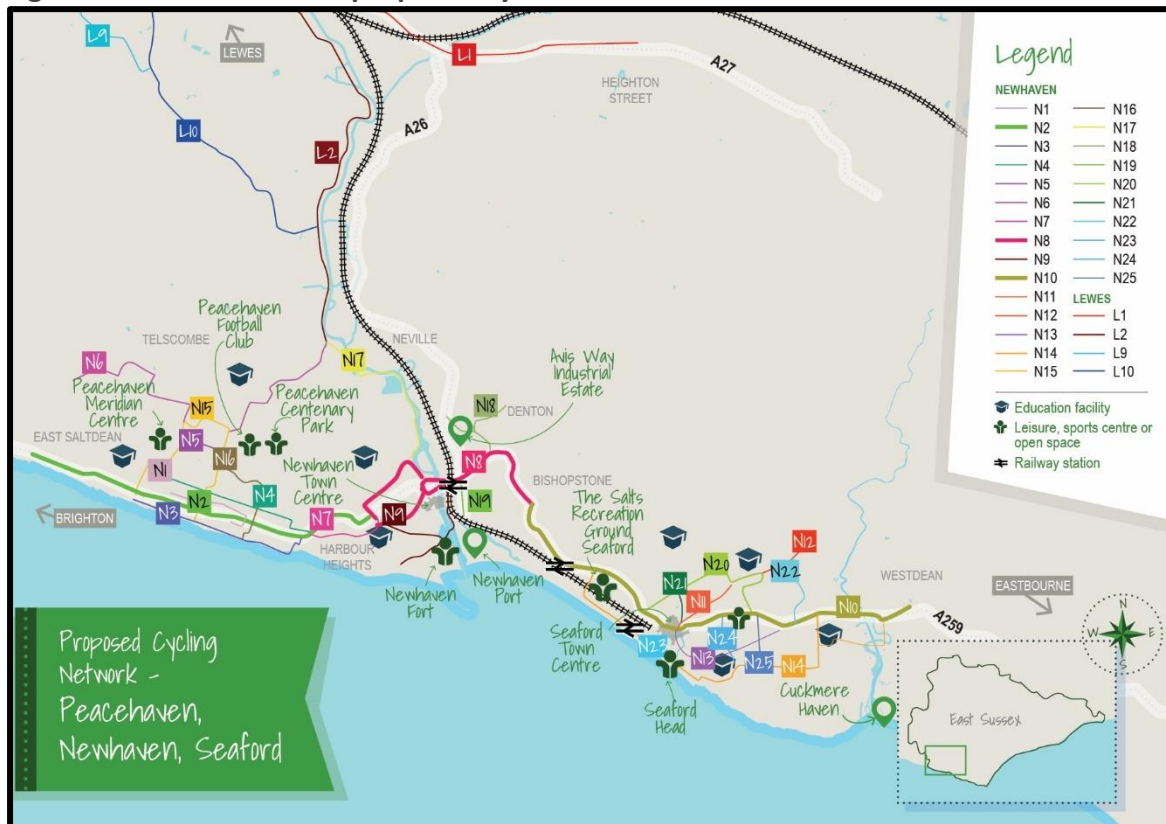 L9
LEWES
L1
A27
HEIGHTON
STREET
A26
L10
L2
Legend
NEWHAVEN
N1
N2
N3
N4
N5
N6
N7
N8
N9
N10
N11
N12
N13
N14
N15
N16
N17
N18
N19
N20
N21
N22
N23
N24
N25
LEWES
L1
L2
L9
L10
Education facility
Leisure, sports centre or
open space
Railway station
Peacehaven
Football
Club
TELSCOMBE
N6
Peacehaven
Meridian
Centre
N15
Peacehaven
Centenary
Park
N17
NEVILLE
Avis Way
Industrial
Estate
N18
DENTON
EAST SALTDEAN
N5
N1
N16
N2
N3
N4
Newhaven
Town
Centre
N8
N19
BISHOPSTONE
BRIGHTON
N7
N9
HARBOUR
HEIGHTS
Newhaven
Fort
Newhaven
Port
The Salts
Recreation
Ground
Seaford
N20
N12
N21
N22
N11
WESTDEAN
EASTBOURNE
N10
A259
Seaford
Town
Centre
N23
N24
N13
N25
N14
Seaford
Head
Cuckmere
Haven
N
W
E
S
East Sussex
Proposed Cycling
Network -
Peacehaven,
Newhaven, Seaford